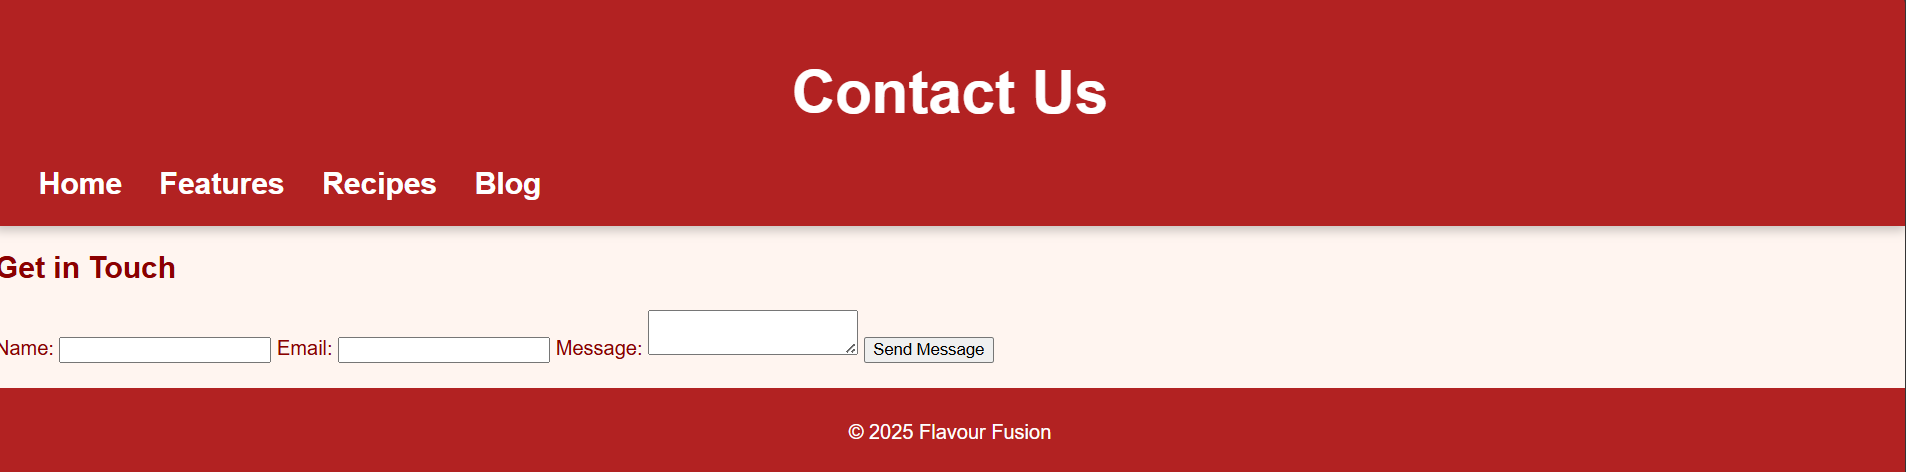 Contact Us
Home Features Recipes Blog
Get in Touch
Name: Email: Message: Send Message
© 2025 Flavour Fusion